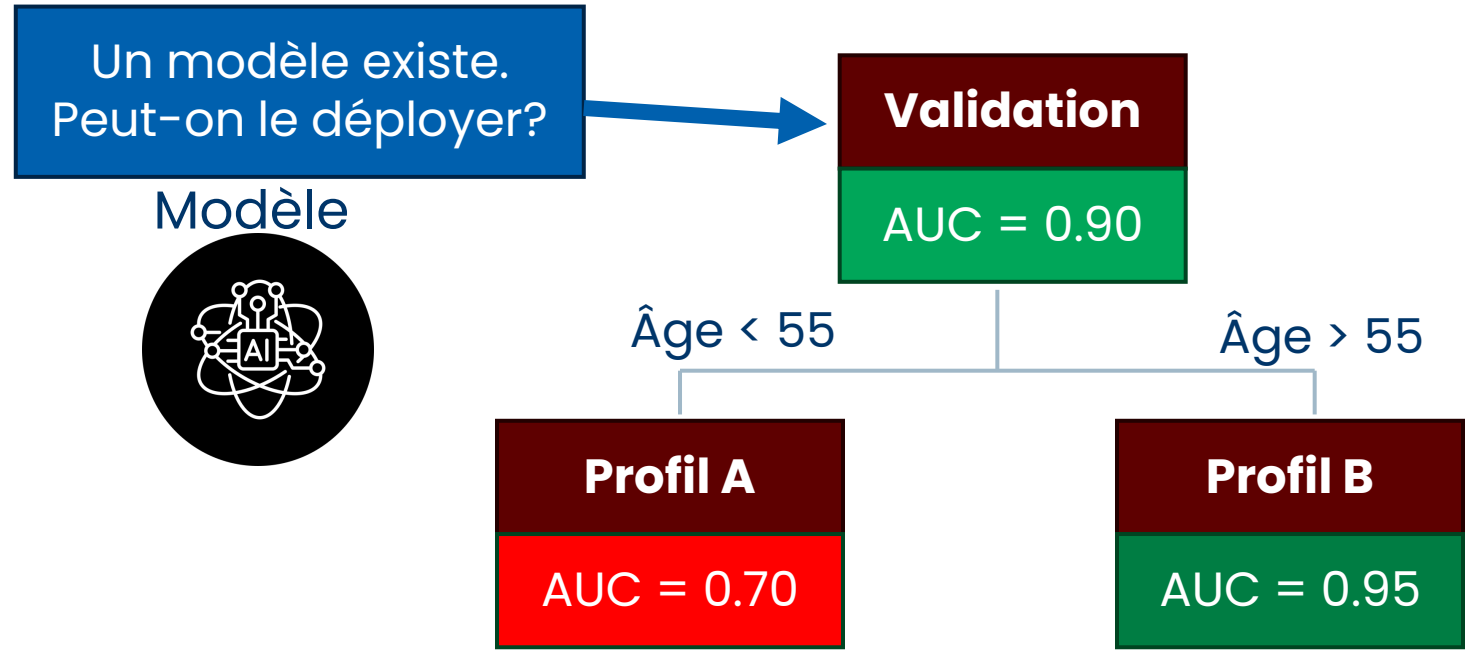 Un modèle existe.
Peut-on le déployer?
Modèle
AI
Validation
AUC = 0.90
Âge < 55
Âge > 55
Profil A
AUC = 0.70
Profil B
AUC = 0.95